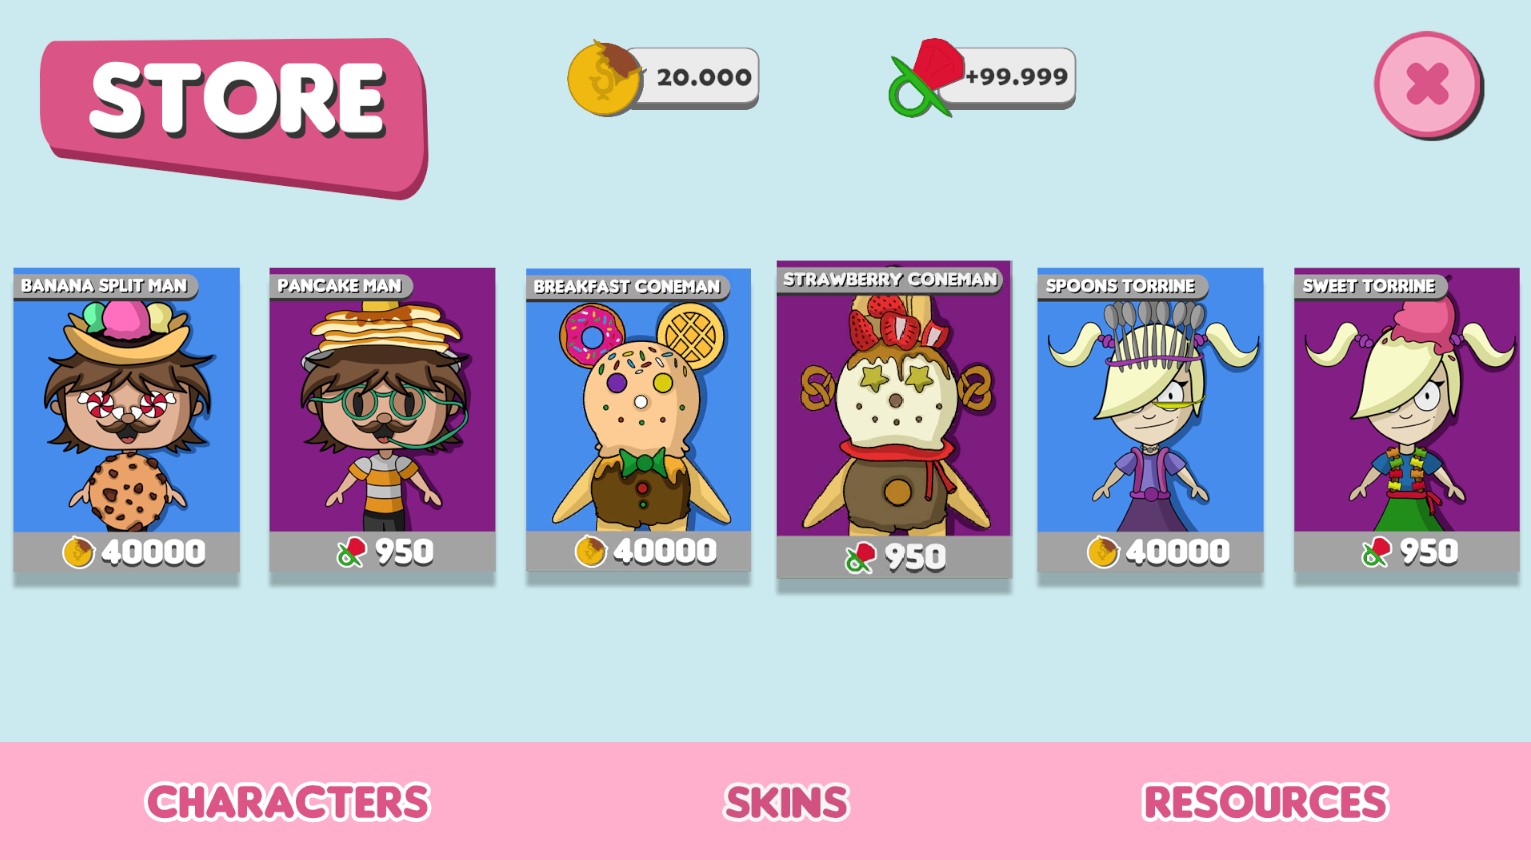 STORE
20.000
+99.999
BANANA SPLIT MAN
PANCAKE MAN
BREAKFAST CONEMAN
STRAWBERRY CONEMAN
SPOONS TORRINE
SWEET TORRINE
40000
950
40000
950
40000
950
CHARACTERS
SKINS
RESOURCES